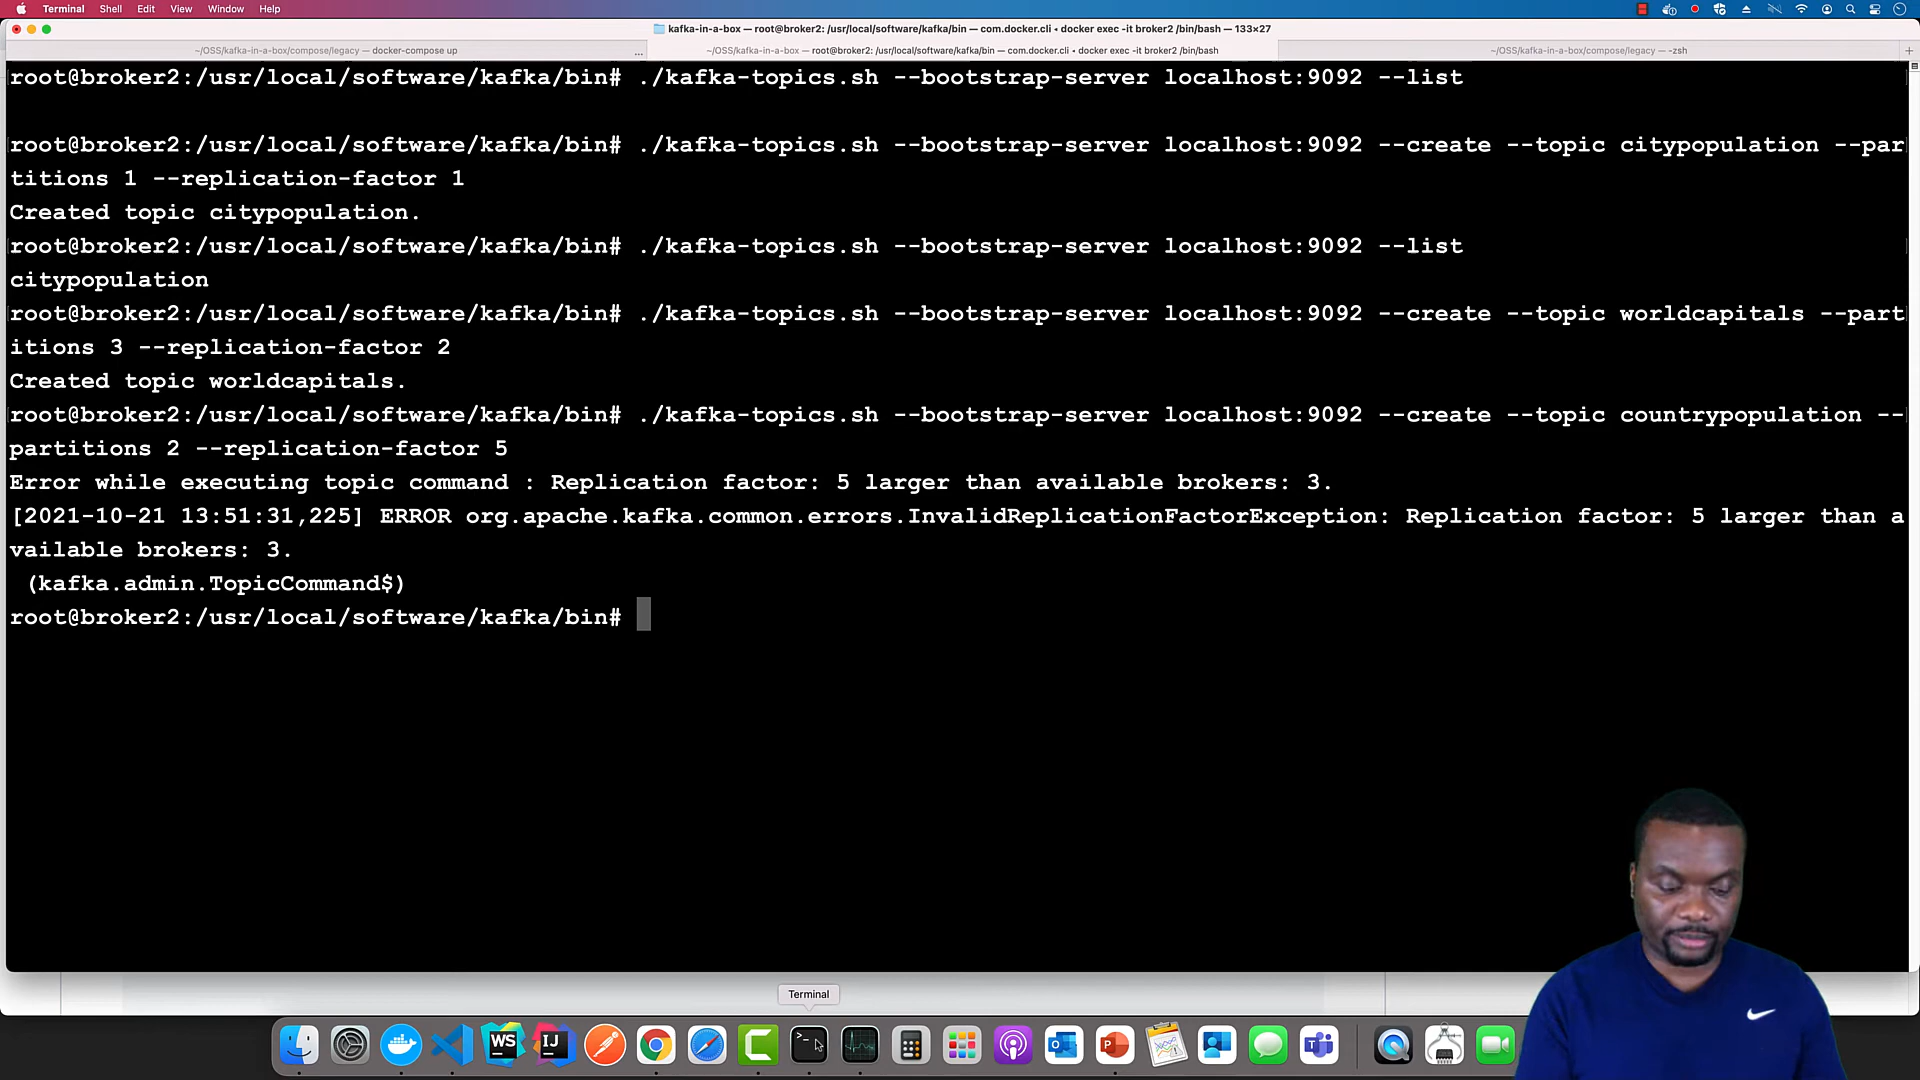 Terminal Shell Edit View Window Help
kafka-in-a-box — root@broker2: /usr/local/software/kafka/bin — com.docker.cli ◂ docker exec -it broker2 /bin/bash — 133×27
~/OSS/kafka-in-a-box/compose/legacy — docker-compose up ... ~/OSS/kafka-in-a-box — root@broker2: /usr/local/software/kafka/bin — com.docker.cli ◂ docker exec -it broker2 /bin/bash ~/OSS/kafka-in-a-box/compose/legacy — -zsh +
root@broker2:/usr/local/software/kafka/bin# ./kafka-topics.sh --bootstrap-server localhost:9092 --list
root@broker2:/usr/local/software/kafka/bin# ./kafka-topics.sh --bootstrap-server localhost:9092 --create --topic citypopulation --par
titions 1 --replication-factor 1
Created topic citypopulation.
root@broker2:/usr/local/software/kafka/bin# ./kafka-topics.sh --bootstrap-server localhost:9092 --list
citypopulation
root@broker2:/usr/local/software/kafka/bin# ./kafka-topics.sh --bootstrap-server localhost:9092 --create --topic worldcapitals --part
itions 3 --replication-factor 2
Created topic worldcapitals.
root@broker2:/usr/local/software/kafka/bin# ./kafka-topics.sh --bootstrap-server localhost:9092 --create --topic countrypopulation --
partitions 2 --replication-factor 5
Error while executing topic command : Replication factor: 5 larger than available brokers: 3.
[2021-10-21 13:51:31,225] ERROR org.apache.kafka.common.errors.InvalidReplicationFactorException: Replication factor: 5 larger than a
vailable brokers: 3.
(kafka.admin.TopicCommand$)
root@broker2:/usr/local/software/kafka/bin#
Terminal
WS IJ